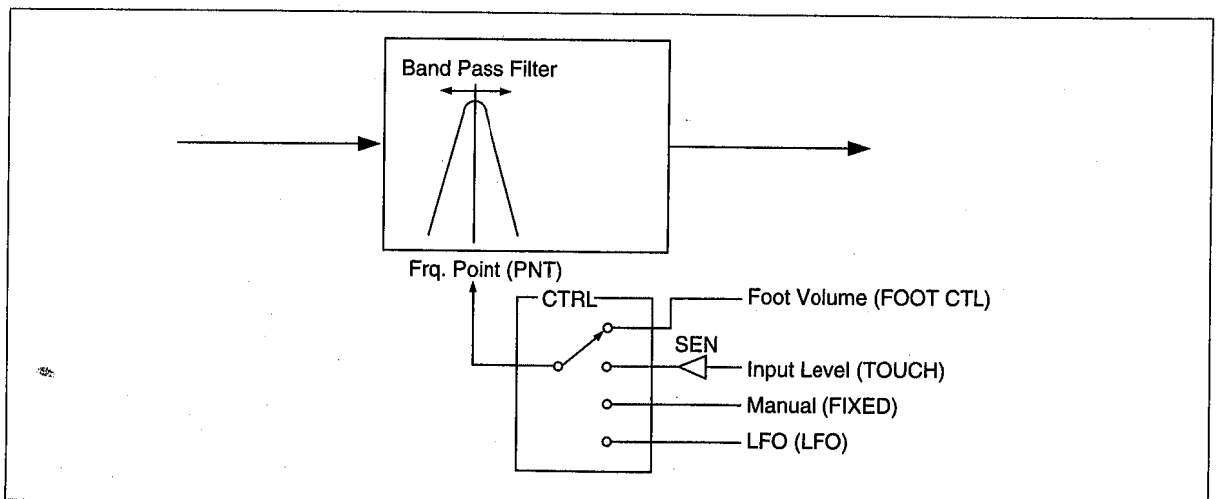 Band Pass Filter
Frq. Point (PNT)
CTRL
Foot Volume (FOOT CTL)
SEN
Input Level (TOUCH)
Manual (FIXED)
LFO (LFO)